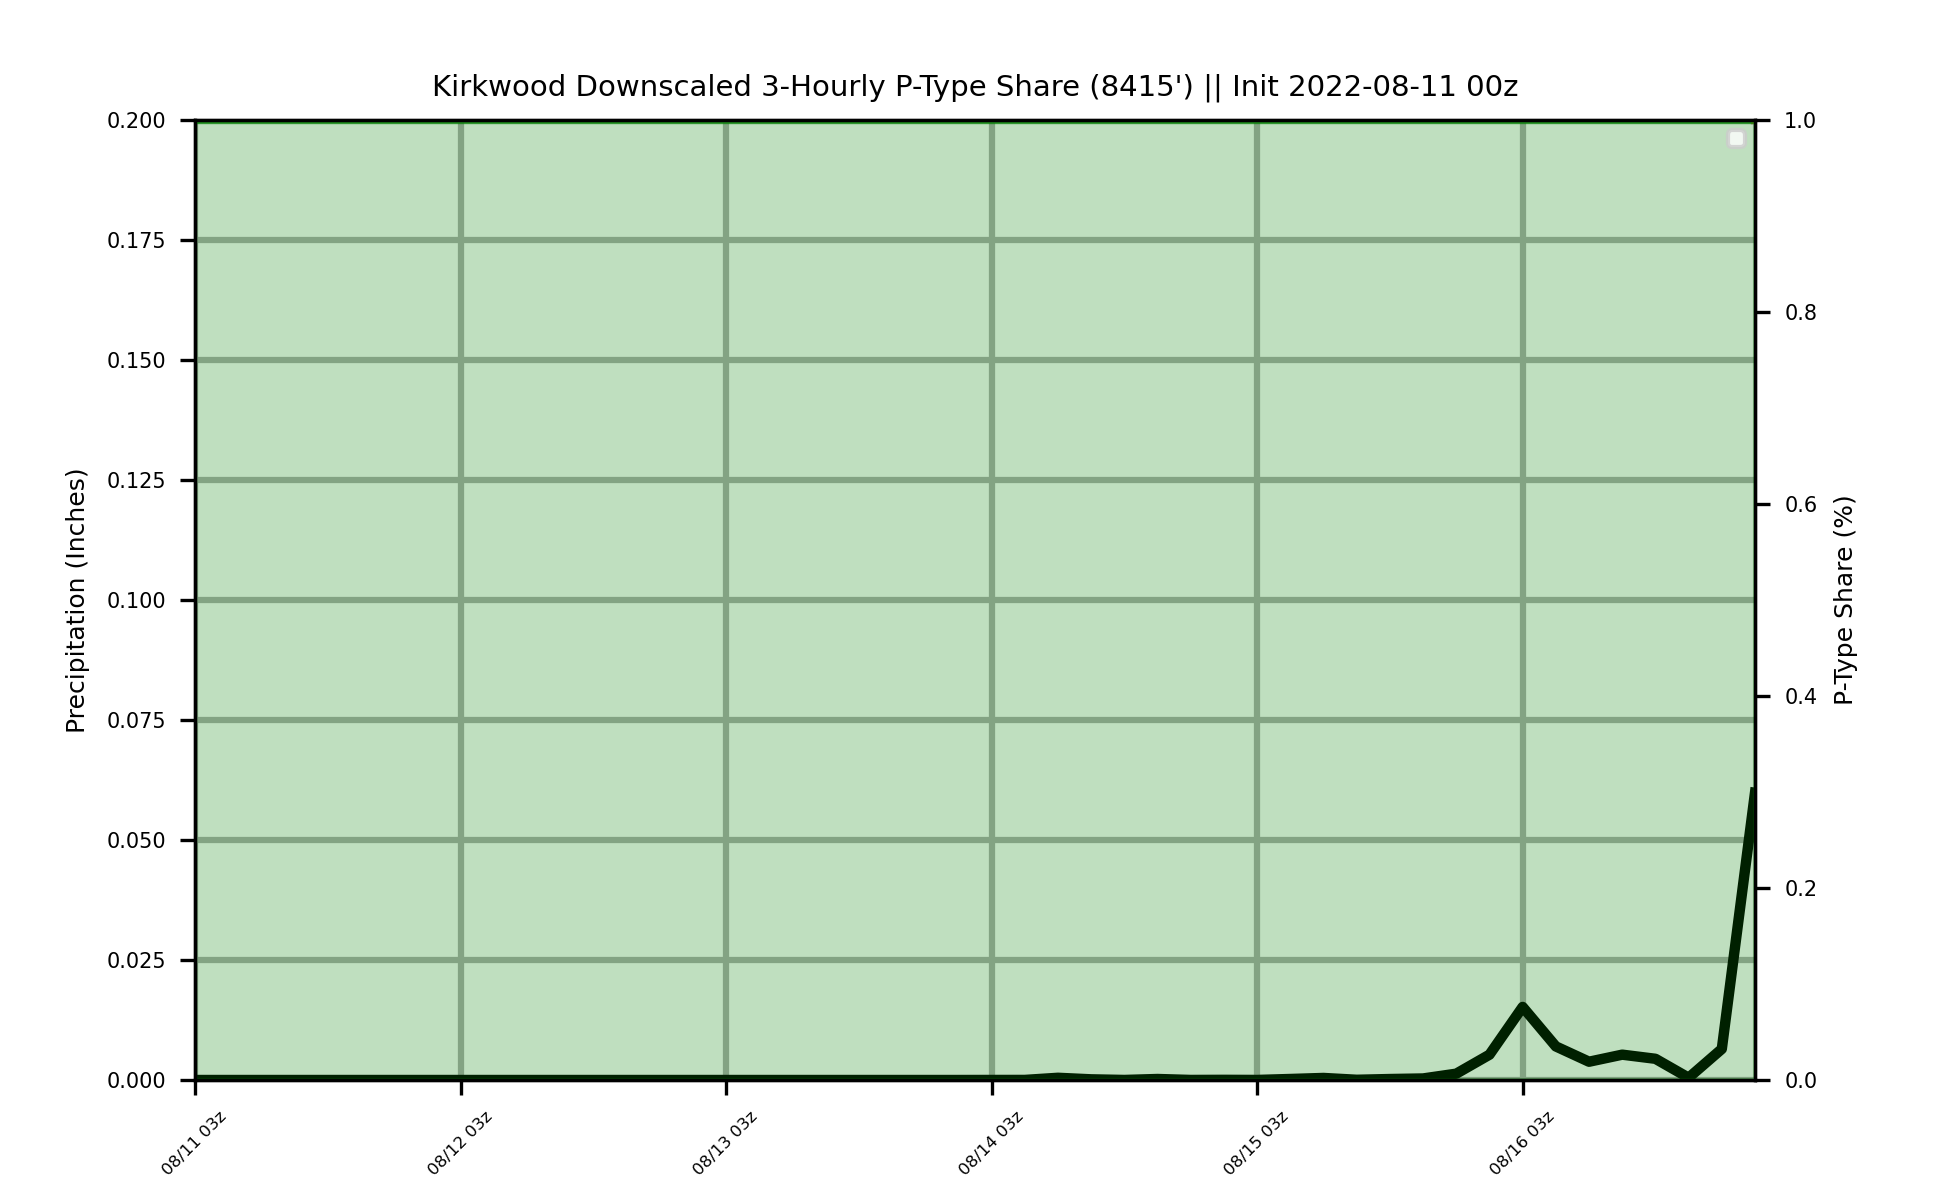 Kirkwood Downscaled 3-Hourly P-Type Share (8415') || Init 2022-08-11 00z
0.200
0.175
0.150
0.125
0.100
0.075
0.050
0.025
0.000
Precipitation (Inches)
1.0
0.8
0.6
0.4
0.2
0.0
P-Type Share (%)
08/11 03z
08/12 03z
08/13 03z
08/14 03z
08/15 03z
08/16 03z